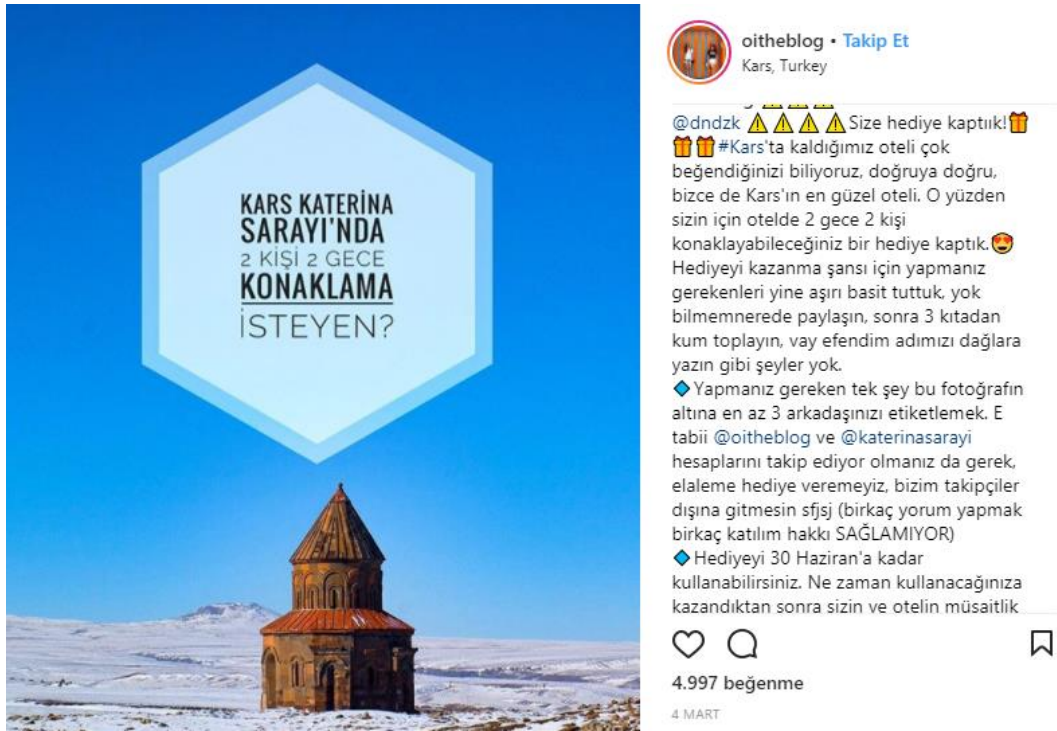 KARS KATERİNA
SARAYI'NDA
2 KİŞİ 2 GECE
KONAKLAMA
İSTEYEN?
oitheblog • Takip Et
Kars, Turkey
@dndzk ⚠⚠⚠⚠Size hediye kaptıık!🎁
🎁🎁#Kars'ta kaldığımız oteli çok
beğendiğinizi biliyoruz, doğruya doğru,
bizce de Kars'ın en güzel oteli. O yüzden
sizin için otelde 2 gece 2 kişi
konaklayabileceğiniz bir hediye kaptık.😍
Hediyeyi kazanma şansı için yapmanız
gerekenleri yine aşırı basit tuttuk, yok
bilmemnerede paylaşın, sonra 3 kıtadan
kum toplayın, vay efendim adımızı dağlara
yazın gibi şeyler yok.
🔹Yapmanız gereken tek şey bu fotoğrafın
altına en az 3 arkadaşınızı etiketlemek. E
tabii @oitheblog ve @katerinasarayi
hesaplarını takip ediyor olmanız da gerek,
elaleme hediye veremeyiz, bizim takipçiler
dışına gitmesin sfjsj (birkaç yorum yapmak
birkaç katılım hakkı SAĞLAMIYOR)
🔹Hediyeyi 30 Haziran'a kadar
kullanabilirsiniz. Ne zaman kullanacağınıza
kazandıktan sonra sizin ve otelin müsaitlik
4.997 beğenme
4 MART